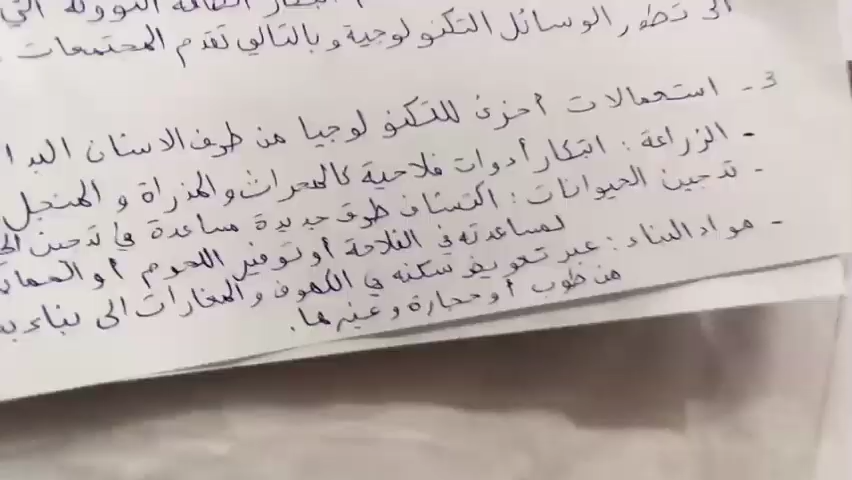 الى تطور الوسائل التكنولوجية وبالتالي تقدم المجتمعات
3- استعمالات أخرى للتكنولوجيا من طرف الانسان
- الزراعة : ابتكار أدوات فلاحية كالمحراث والمذراة والمنجل
- تدجين الحيوانات : اكتشاف طرق جديدة مساعدة في تدجين
لمساعدته في الفلاحة أو توفير اللحوم أو
- مواد البناء : عبر تعويض سكنه في الكهوف والمغارات الى بناء
من طوب أو حجارة وغيرها.